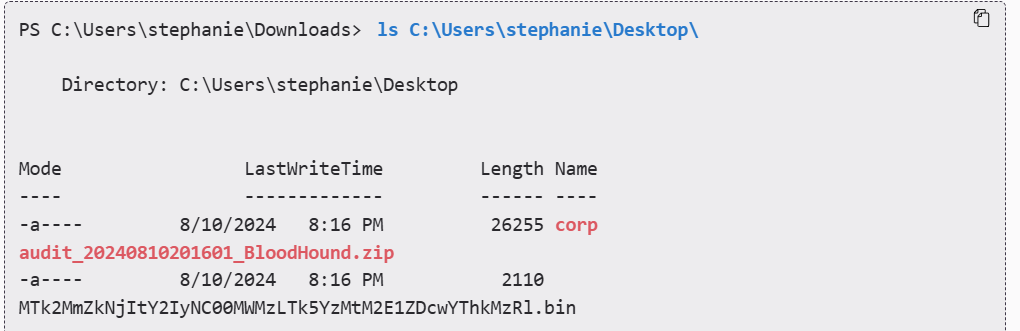 PS C:\Users\stephanie\Downloads> ls C:\Users\stephanie\Desktop\
Directory: C:\Users\stephanie\Desktop
Mode LastWriteTime Length Name
---- ------------- ------ ----
-a---- 8/10/2024 8:16 PM 26255 corp
audit_20240810201601_BloodHound.zip
-a---- 8/10/2024 8:16 PM 2110
MTk2MmZkNjItY2IyNC00MWMzLTk5YzMtM2E1ZDcwYThkMzRl.bin